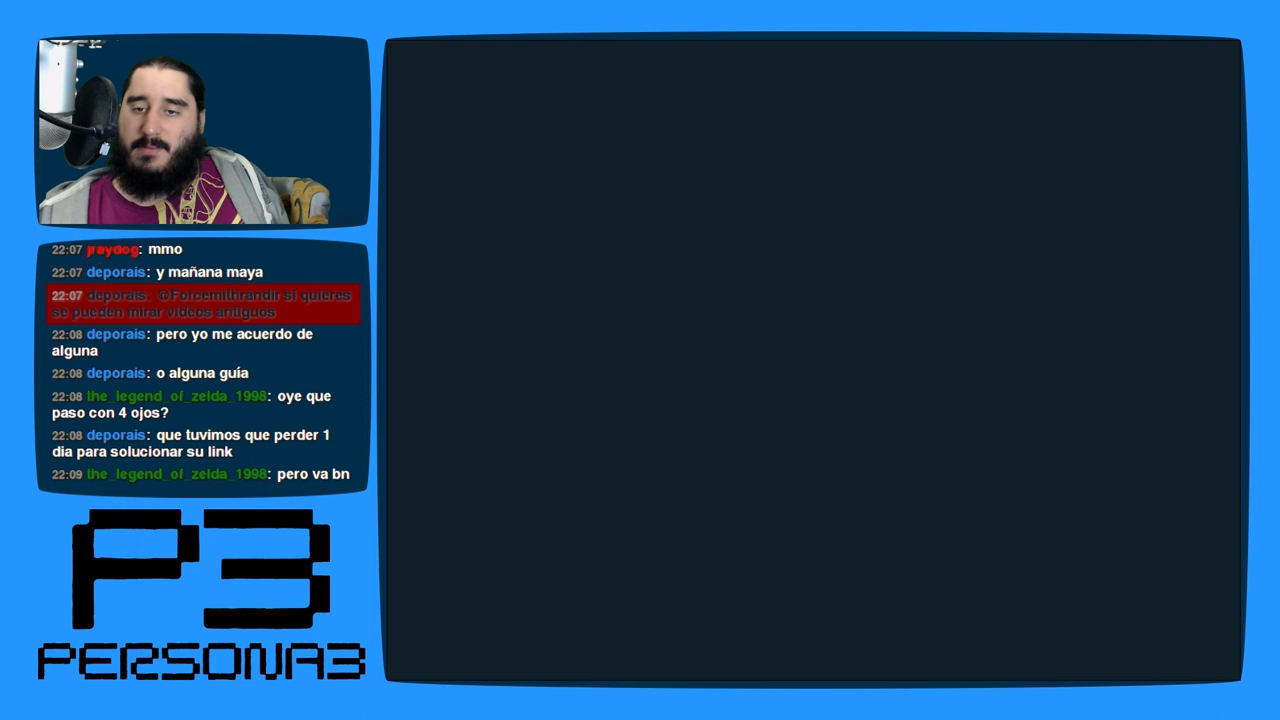 22:07 jraydog: mmo
22:07 deporais: y mañana maya
22:07 deporais: @Forcemithrandir si quieres
se pueden mirar videos antiguos
22:08 deporais: pero yo me acuerdo de
alguna
22:08 deporais: o alguna guía
22:08 the_legend_of_zelda_1998: oye que
paso con 4 ojos?
22:08 deporais: que tuvimos que perder 1
dia para solucionar su link
22:09 the_legend_of_zelda_1998: pero va bn
P3
PERSONA3